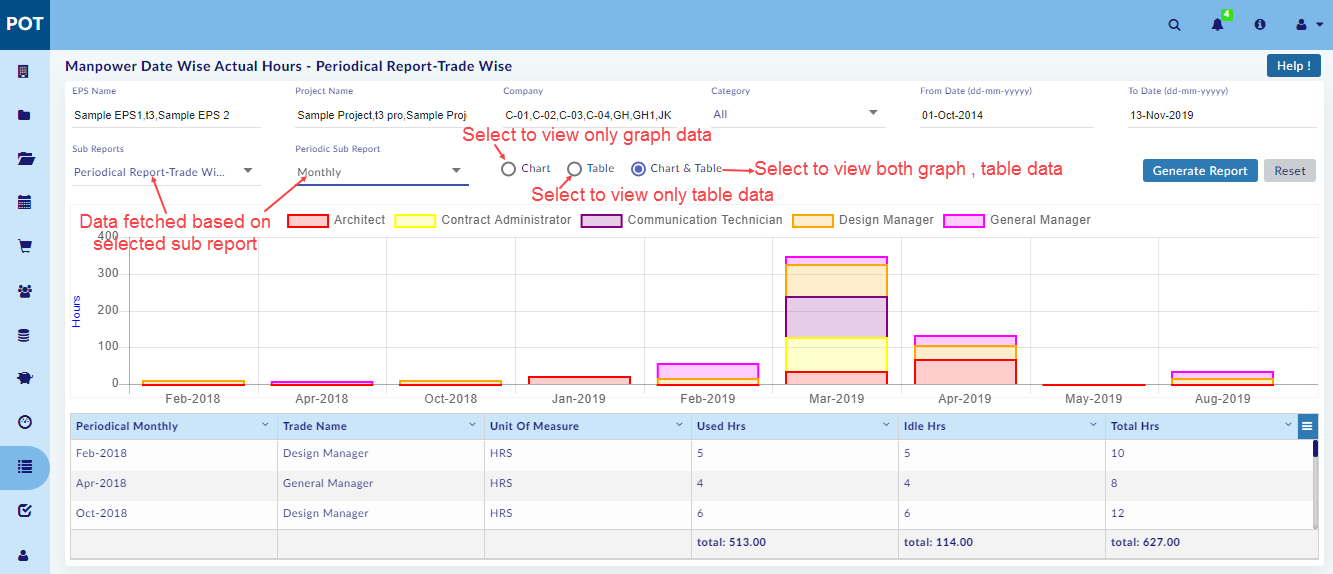 POT
4
Manpower Date Wise Actual Hours - Periodical Report-Trade Wise
Help !
EPS Name
Project Name
Company
Category
From Date (dd-mm-yyyyy)
To Date (dd-mm-yyyyy)
Sample EPS1,t3,Sample EPS 2
Sample Project,t3 pro,Sample Proj
C-01,C-02,C-03,C-04,GH,GH1,JK
All
01-Oct-2014
13-Nov-2019
Select to view only graph data
Sub Reports
Periodic Sub Report
Periodical Report-Trade Wi...
Monthly
Chart
Table
Chart & Table
Select to view both graph , table data
Generate Report
Reset
Select to view only table data
Data fetched based on
selected sub report
Architect
Contract Administrator
Communication Technician
Design Manager
General Manager
Hours
400
300
200
100
0
Feb-2018
Apr-2018
Oct-2018
Jan-2019
Feb-2019
Mar-2019
Apr-2019
May-2019
Aug-2019
Periodical Monthly
Trade Name
Unit Of Measure
Used Hrs
Idle Hrs
Total Hrs
Feb-2018
Design Manager
HRS
5
5
10
Apr-2018
General Manager
HRS
4
4
8
Oct-2018
Design Manager
HRS
6
6
12
total: 513.00
total: 114.00
total: 627.00